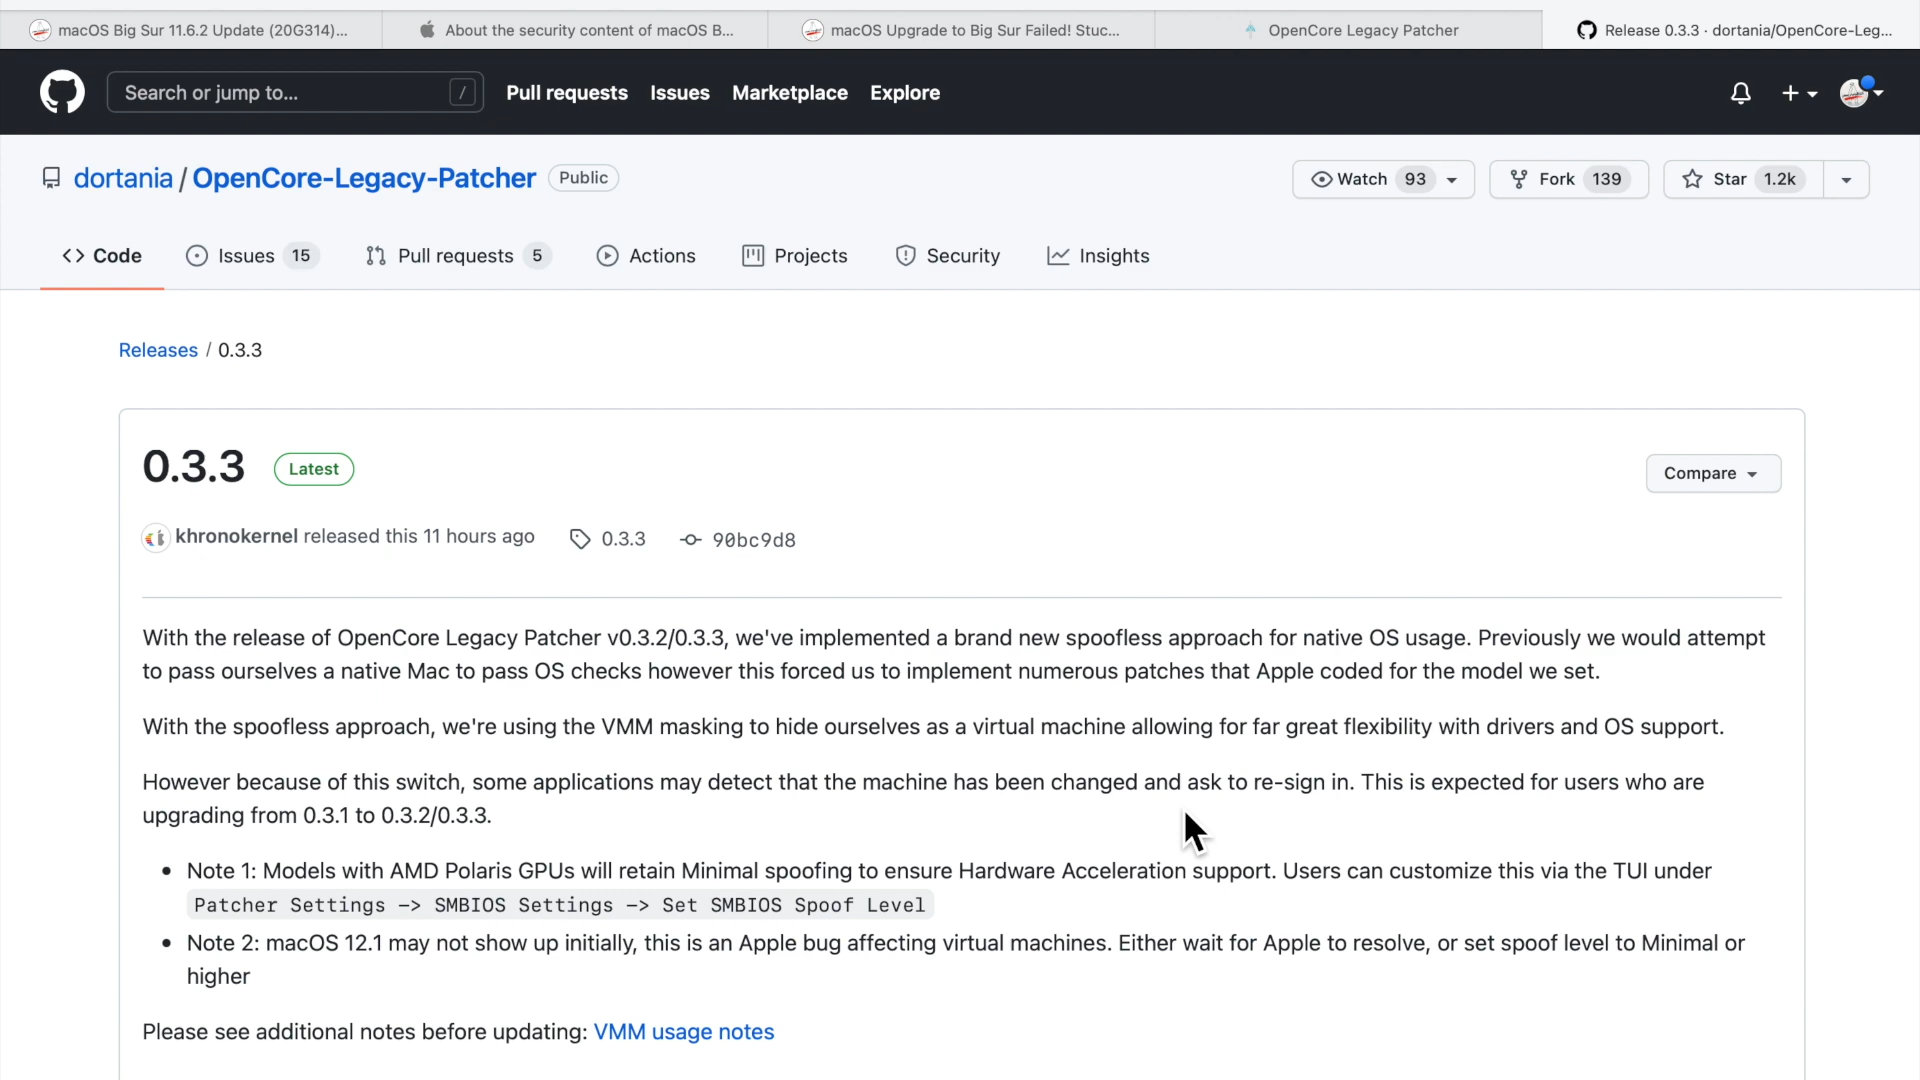 macOS Big Sur 11.6.2 Update (20G314)...
About the security content of macOS B...
macOS Upgrade to Big Sur Failed! Stuc...
OpenCore Legacy Patcher
Release 0.3.3 · dortania/OpenCore-Leg...
Search or jump to... /
Pull requests Issues Marketplace Explore
dortania / OpenCore-Legacy-Patcher Public
Watch 93 Fork 139 Star 1.2k
Code Issues 15 Pull requests 5 Actions Projects Security Insights
Releases / 0.3.3
0.3.3 Latest
Compare
khronokernel released this 11 hours ago 0.3.3 90bc9d8
With the release of OpenCore Legacy Patcher v0.3.2/0.3.3, we've implemented a brand new spoofless approach for native OS usage. Previously we would attempt
to pass ourselves a native Mac to pass OS checks however this forced us to implement numerous patches that Apple coded for the model we set.
With the spoofless approach, we're using the VMM masking to hide ourselves as a virtual machine allowing for far great flexibility with drivers and OS support.
However because of this switch, some applications may detect that the machine has been changed and ask to re-sign in. This is expected for users who are
upgrading from 0.3.1 to 0.3.2/0.3.3.
• Note 1: Models with AMD Polaris GPUs will retain Minimal spoofing to ensure Hardware Acceleration support. Users can customize this via the TUI under
Patcher Settings -> SMBIOS Settings -> Set SMBIOS Spoof Level
• Note 2: macOS 12.1 may not show up initially, this is an Apple bug affecting virtual machines. Either wait for Apple to resolve, or set spoof level to Minimal or
higher
Please see additional notes before updating: VMM usage notes